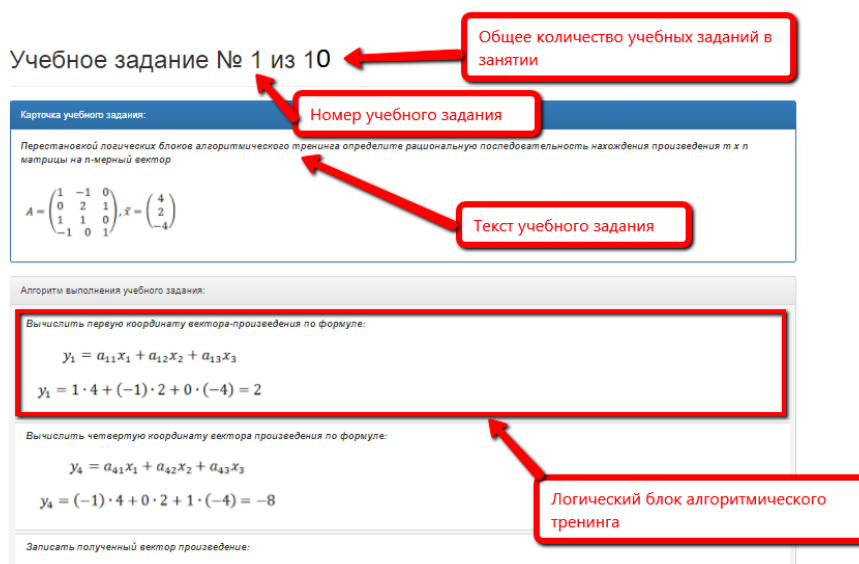 Общее количество учебных заданий в
занятии
Учебное задание № 1 из 10
Номер учебного задания
Карточка учебного задания:
Перестановкой логических блоков алгоритмического тренинга определите рациональную последовательность нахождения произведения m x n
матрицы на n-мерный вектор
A = (1 -1 0
0 2 1
1 1 0
-1 0 1), x̄ = (4
2
-4)
Текст учебного задания
Алгоритм выполнения учебного задания:
Вычислить первую координату вектора-произведения по формуле:
y₁ = a₁₁x₁ + a₁₂x₂ + a₁₃x₃
y₁ = 1 · 4 + (−1) · 2 + 0 · (−4) = 2
Вычислить четвертую координату вектора произведения по формуле:
y₄ = a₄₁x₁ + a₄₂x₂ + a₄₃x₃
y₄ = (−1) · 4 + 0 · 2 + 1 · (−4) = −8
Логический блок алгоритмического
тренинга
Записать полученный вектор произведение: